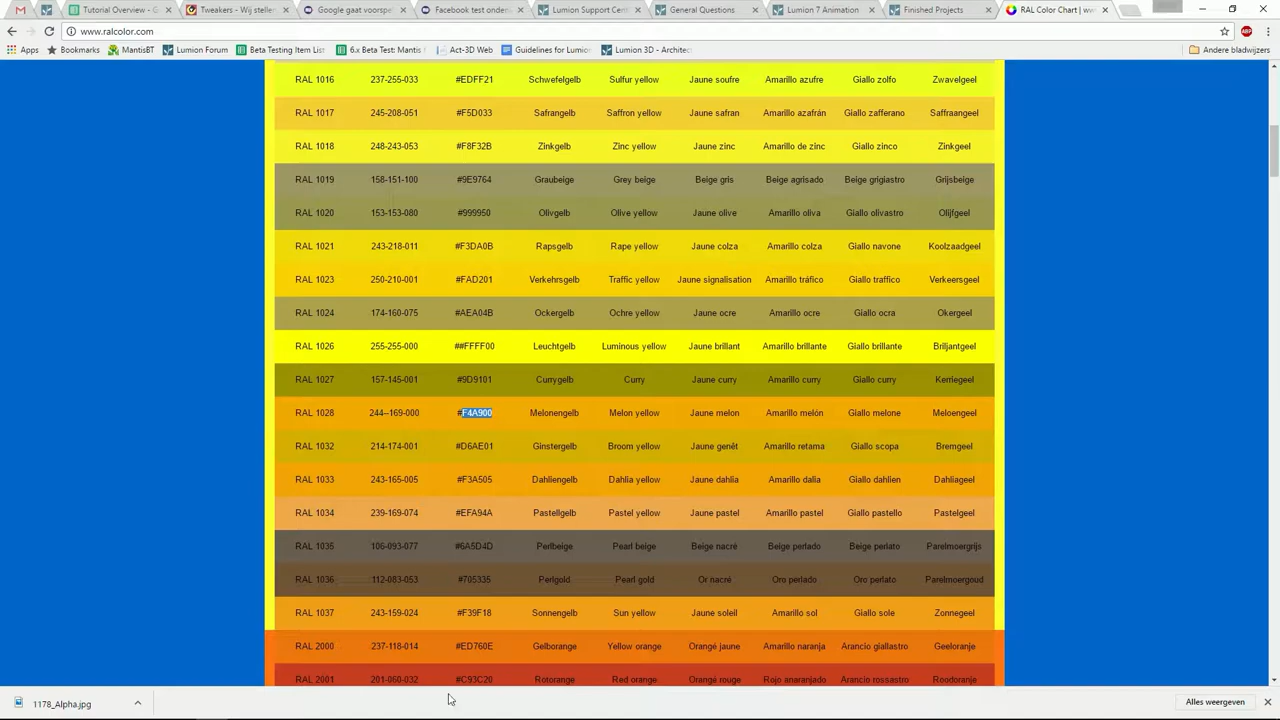 Tutorial Overview - G
Tweakers - Wij stellen
Google gaat voorspel
Facebook test onderv
Lumion Support Cent
General Questions
Lumion 7 Animation
Finished Projects
RAL Color Chart | ww
www.ralcolor.com
Apps
Bookmarks
MantisBT
Lumion Forum
Beta Testing Item List
6.x Beta Test: Mantis
Act-3D Web
Guidelines for Lumion
Lumion 3D - Architec
Andere bladwijzers
RAL 1016 237-255-033 #EDFF21 Schwefelgelb Sulfur yellow Jaune soufre Amarillo azufre Giallo zolfo Zwavelgeel
RAL 1017 245-208-051 #F5D033 Safrangelb Saffron yellow Jaune safran Amarillo azafrán Giallo zafferano Saffraangeel
RAL 1018 248-243-053 #F8F32B Zinkgelb Zinc yellow Jaune zinc Amarillo de zinc Giallo zinco Zinkgeel
RAL 1019 158-151-100 #9E9764 Graubeige Grey beige Beige gris Beige agrisado Beige grigiastro Grijsbeige
RAL 1020 153-153-080 #999950 Olivgelb Olive yellow Jaune olive Amarillo oliva Giallo olivastro Olijfgeel
RAL 1021 243-218-011 #F3DA0B Rapsgelb Rape yellow Jaune colza Amarillo colza Giallo navone Koolzaadgeel
RAL 1023 250-210-001 #FAD201 Verkehrsgelb Traffic yellow Jaune signalisation Amarillo tráfico Giallo traffico Verkeersgeel
RAL 1024 174-160-075 #AEA04B Ockergelb Ochre yellow Jaune ocre Amarillo ocre Giallo ocra Okergeel
RAL 1026 255-255-000 ##FFFF00 Leuchtgelb Luminous yellow Jaune brillant Amarillo brillante Giallo brillante Briljantgeel
RAL 1027 157-145-001 #9D9101 Currygelb Curry Jaune curry Amarillo curry Giallo curry Kerriegeel
RAL 1028 244--169-000 #F4A900 Melonengelb Melon yellow Jaune melon Amarillo melón Giallo melone Meloengeel
RAL 1032 214-174-001 #D6AE01 Ginstergelb Broom yellow Jaune genêt Amarillo retama Giallo scopa Bremgeel
RAL 1033 243-165-005 #F3A505 Dahliengelb Dahlia yellow Jaune dahlia Amarillo dalia Giallo dahlien Dahliageel
RAL 1034 239-169-074 #EFA94A Pastellgelb Pastel yellow Jaune pastel Amarillo pastel Giallo pastello Pastelgeel
RAL 1035 106-093-077 #6A5D4D Perlbeige Pearl beige Beige nacré Beige perlado Beige perlato Parelmoergrijs
RAL 1036 112-083-053 #705335 Perlgold Pearl gold Or nacré Oro perlado Oro perlato Parelmoergoud
RAL 1037 243-159-024 #F39F18 Sonnengelb Sun yellow Jaune soleil Amarillo sol Giallo sole Zonnegeel
RAL 2000 237-118-014 #ED760E Gelborange Yellow orange Orangé jaune Amarillo naranja Arancio giallastro Geeloranje
RAL 2001 201-060-032 #C93C20 Rotorange Red orange Orangé rouge Rojo anaranjado Arancio rossastro Roodoranje
1178_Alpha.jpg
Alles weergeven